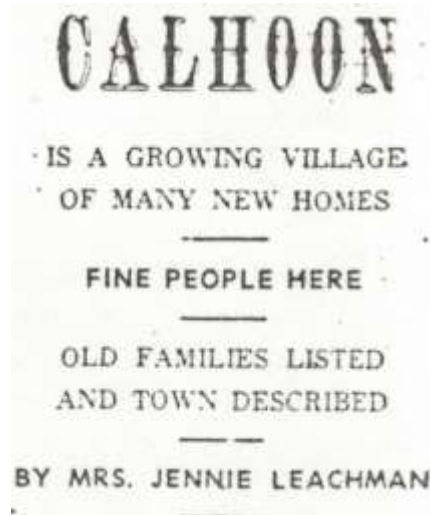 CALHOON
IS A GROWING VILLAGE
OF MANY NEW HOMES
FINE PEOPLE HERE
OLD FAMILIES LISTED
AND TOWN DESCRIBED
BY MRS. JENNIE LEACHMAN